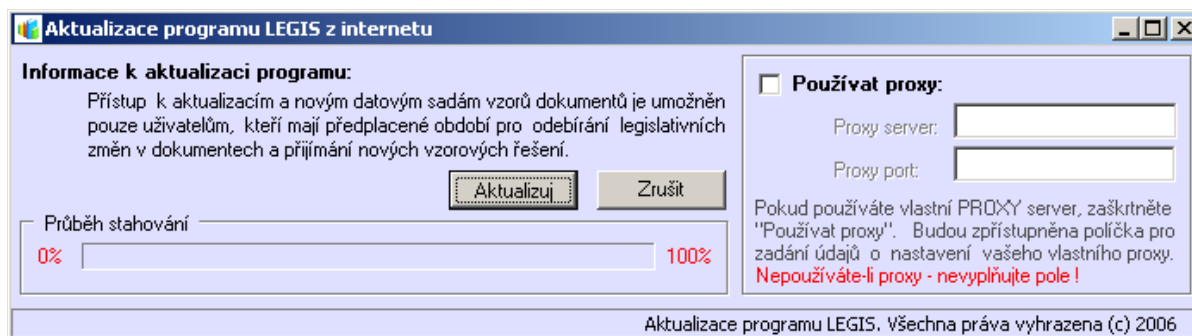 Aktualizace programu LEGIS z internetu
Informace k aktualizaci programu:
Přístup k aktualizacím a novým datovým sadám vzorů dokumentů je umožněn
pouze uživatelům, kteří mají předplacené období pro odebírání legislativních
změn v dokumentech a přijímání nových vzorových řešení.
Aktualizuj
Zrušit
Průběh stahování
0%
100%
Používat proxy:
Proxy server:
Proxy port:
Pokud používáte vlastní PROXY server, zaškrtněte
"Používat proxy". Budou zpřístupněna políčka pro
zadání údajů o nastavení vašeho vlastního proxy.
Nepoužíváte-li proxy - nevyplňujte pole !
Aktualizace programu LEGIS. Všechna práva vyhrazena (c) 2006